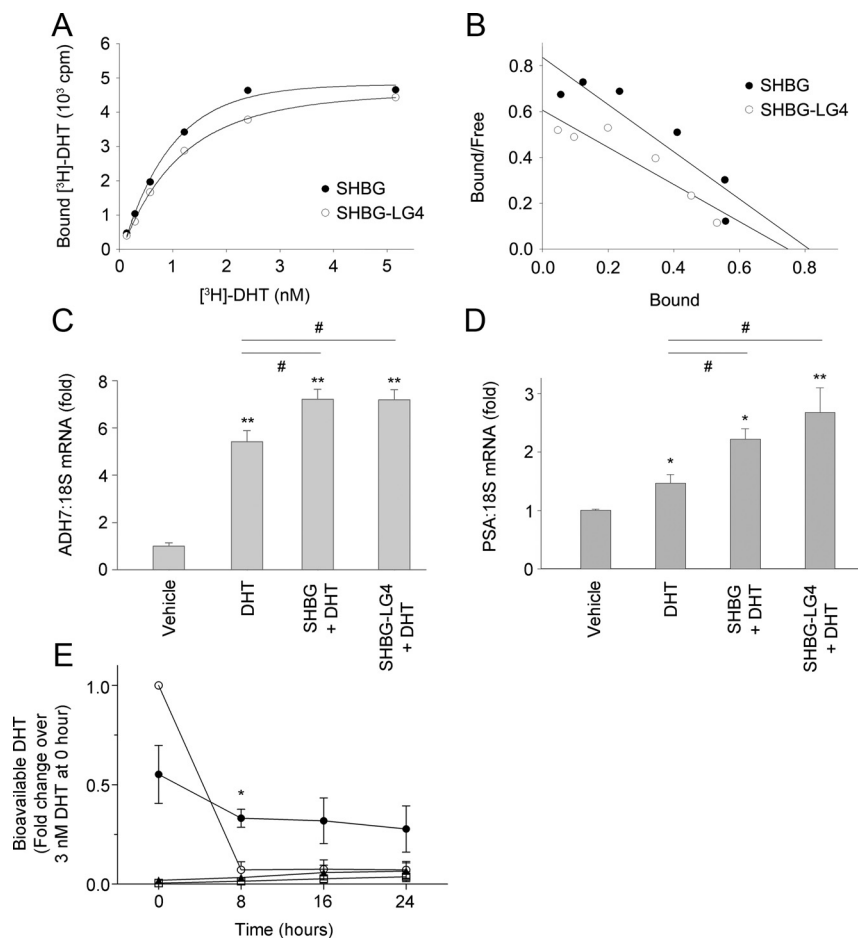 A
Bound [³H]-DHT (10³ cpm)
6
5
4
3
2
1
0
SHBG
SHBG-LG4
0 1 2 3 4 5
[³H]-DHT (nM)
B
Bound/Free
0.8
0.6
0.4
0.2
0.0
SHBG
SHBG-LG4
0.0 0.2 0.4 0.6 0.8
Bound
C
ADH7:18S mRNA (fold)
8
6
4
2
0
#
#
**
**
**
Vehicle
DHT
SHBG
+ DHT
SHBG-LG4
+ DHT
D
PSA:18S mRNA (fold)
3
2
1
0
#
#
*
*
**
Vehicle
DHT
SHBG
+ DHT
SHBG-LG4
+ DHT
E
Bioavailable DHT
(Fold change over
3 nM DHT at 0 hour)
1.0
0.5
0.0
*
0 8 16 24
Time (hours)